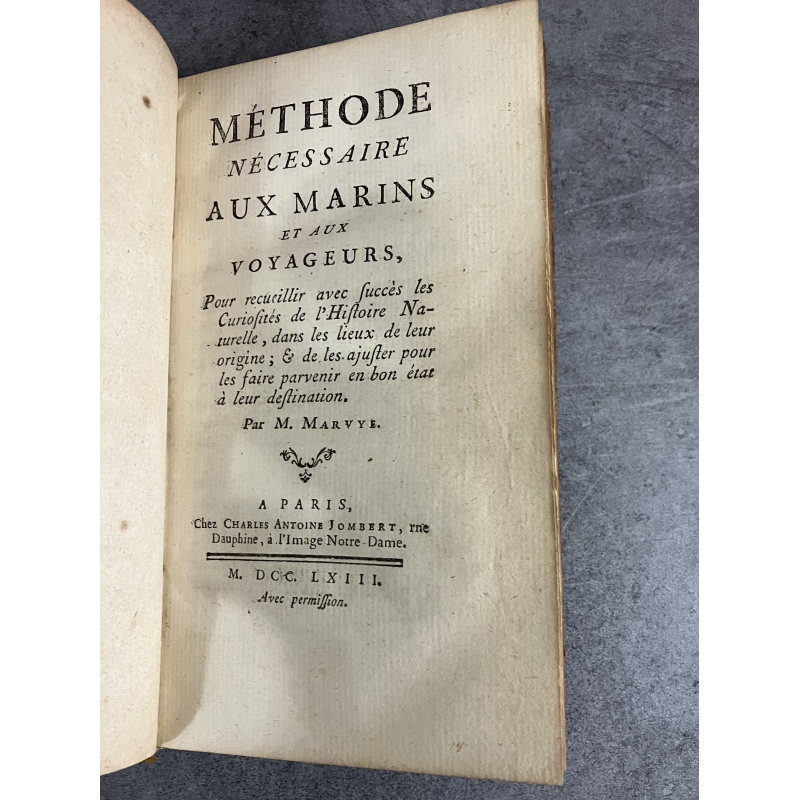 MÉTHODE
NÉCESSAIRE
AUX MARINS
ET AUX
VOYAGEURS,
Pour recueillir avec ſuccès les
Curioſités de l'Hiſtoire Na-
turelle, dans les lieux de leur
origine; & de les ajuſter pour
les faire parvenir en bon état
à leur deſtination.
Par M. MARVYE.
A PARIS,
Chez CHARLES ANTOINE JOMBERT, rue
Dauphine, à l'Image Notre-Dame.
M. DCC. LXIII.
Avec permiſſion.